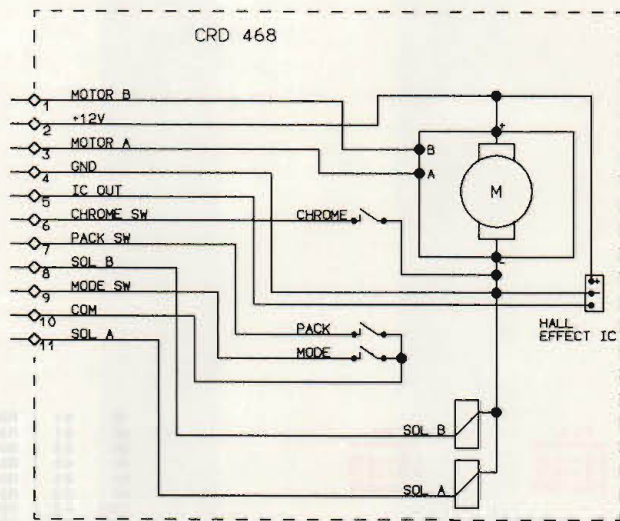 CRD 468
1 MOTOR B
2 +12V
3 MOTOR A
4 GND
5 IC OUT
6 CHROME SW
7 PACK SW
8 SOL B
9 MODE SW
10 COM
11 SOL A
+
B
A
M
-
CHROME
+
-
HALL
EFFECT IC
PACK
MODE
SOL B
SOL A